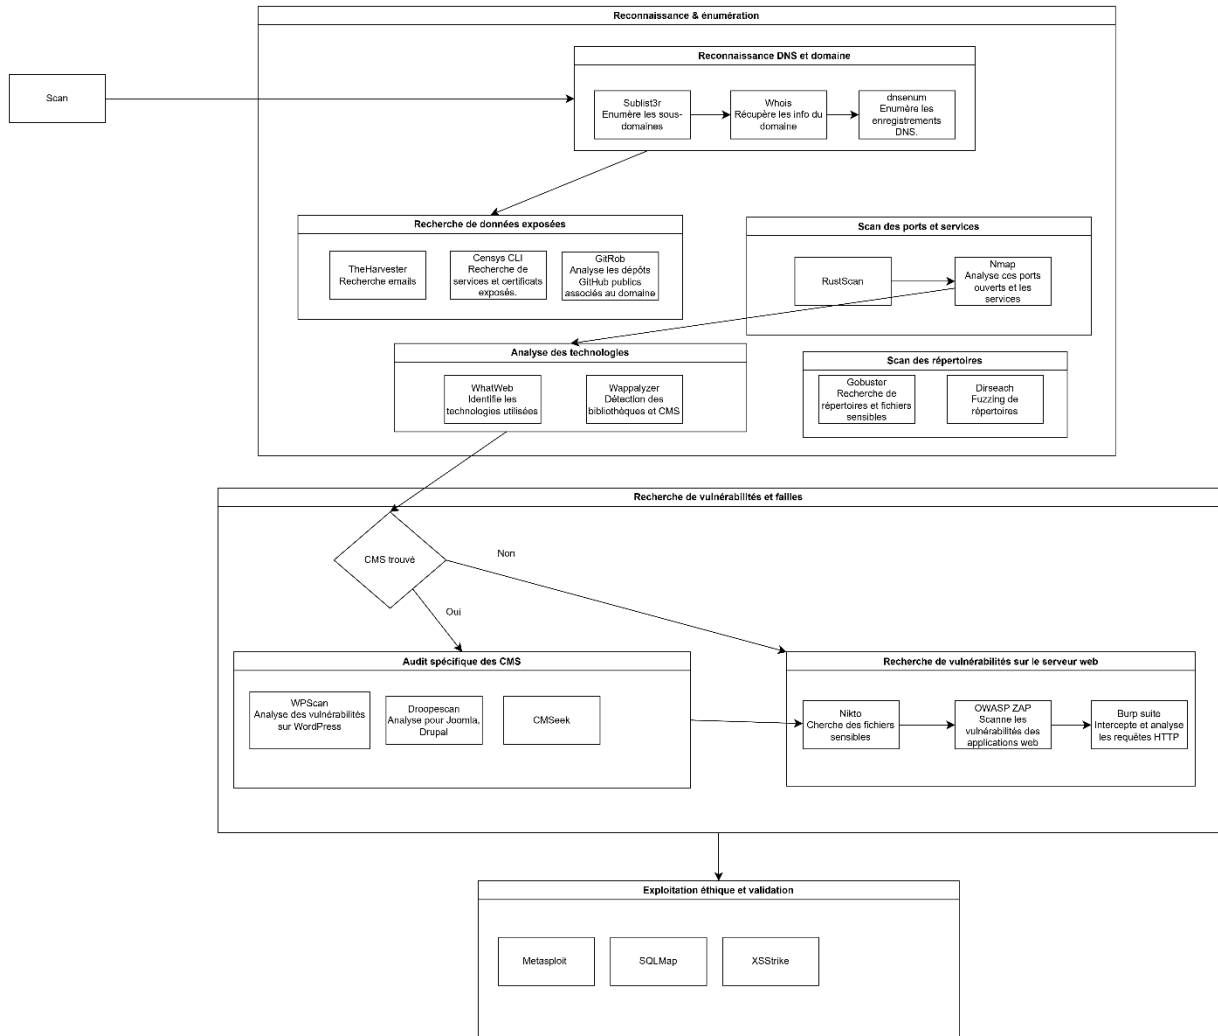 Reconnaissance & énumération
Reconnaissance DNS et domaine
Scan
Sublist3r
Enumère les sous-
domaines
Whois
Récupère les info du
domaine
dnsenum
Enumère les
enregistrements
DNS.
Recherche de données exposées
TheHarvester
Recherche emails
Censys CLI
Recherche de
services et certificats
exposés.
GitRob
Analyse les dépôts
GitHub publics
associés au domaine
Scan des ports et services
RustScan
Nmap
Analyse ces ports
ouverts et les
services
Analyse des technologies
WhatWeb
Identifie les
technologies utilisées
Wappalyzer
Détection des
bibliothèques et CMS
Scan des répertoires
Gobuster
Recherche de
répertoires et fichiers
sensibles
Dirseach
Fuzzing de
répertoires
Recherche de vulnérabilités et failles
CMS trouvé
Non
Oui
Audit spécifique des CMS
WPScan
Analyse des vulnérabilités
sur WordPress
Droopescan
Analyse pour Joomla,
Drupal
CMSeek
Recherche de vulnérabilités sur le serveur web
Nikto
Cherche des fichiers
sensibles
OWASP ZAP
Scanne les
vulnérabilités des
applications web
Burp suite
Intercepte et analyse
les requêtes HTTP
Exploitation éthique et validation
Metasploit
SQLMap
XSStrike